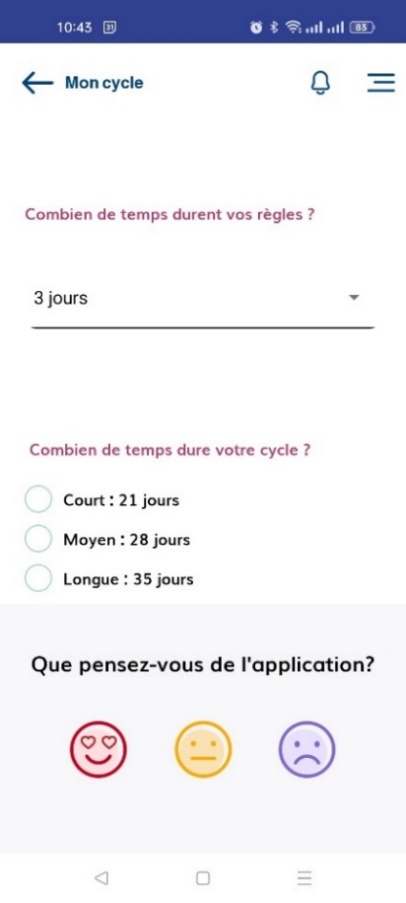 10:43 31 83
Mon cycle
Combien de temps durent vos règles ?
3 jours
Combien de temps dure votre cycle ?
Court : 21 jours
Moyen : 28 jours
Longue : 35 jours
Que pensez-vous de l'application?